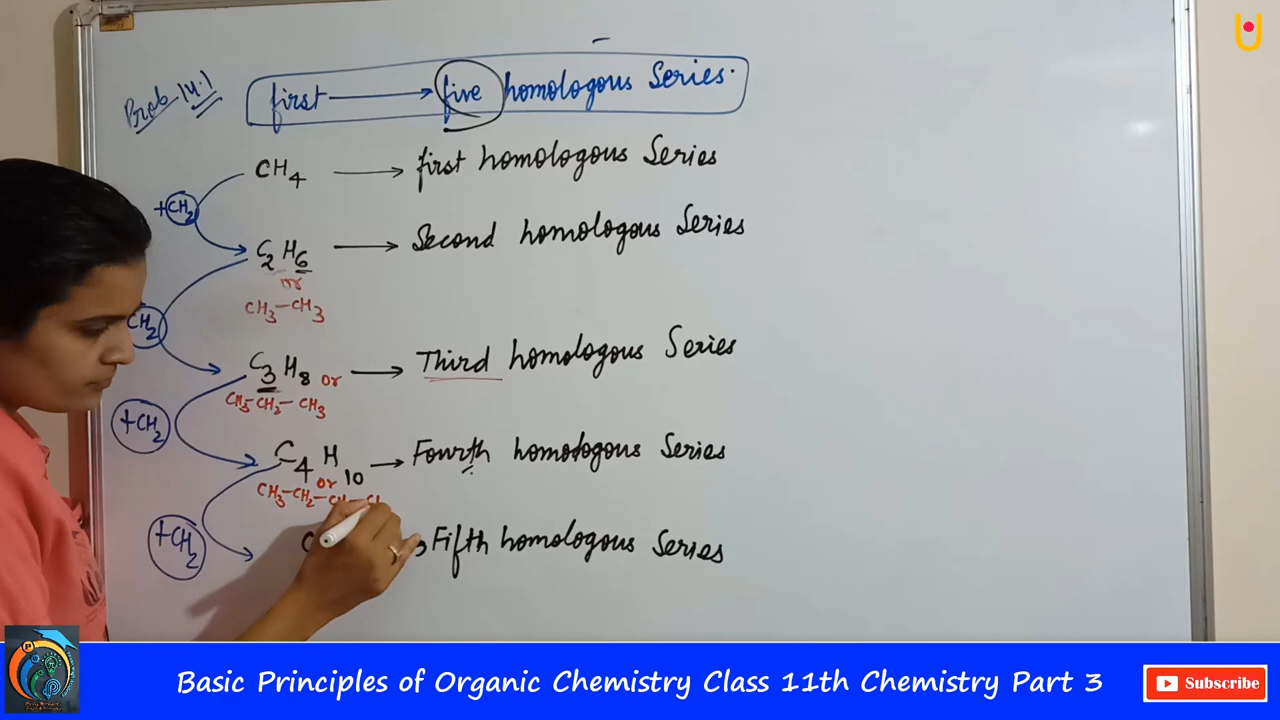 Prob 14.1
first → five homologous Series.
CH4 → first homologous Series
+CH2
C2H6 → Second homologous Series
or
CH3-CH3
CH2
C3H8 or → Third homologous Series
CH3-CH2-CH3
+CH2
C4H10 → Fourth homologous Series
or
CH3-CH2-
+CH2
C Fifth homologous Series
Basic Principles of Organic Chemistry Class 11th Chemistry Part 3
Subscribe